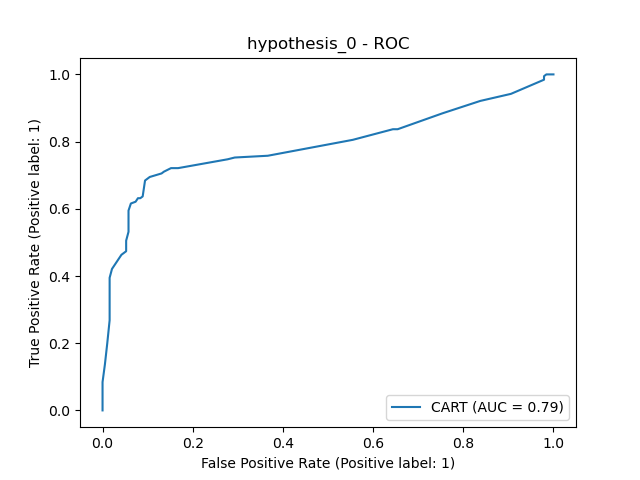 hypothesis_0 - ROC
1.0
0.8
0.6
0.4
0.2
0.0
True Positive Rate (Positive label: 1)
CART (AUC = 0.79)
0.0 0.2 0.4 0.6 0.8 1.0
False Positive Rate (Positive label: 1)